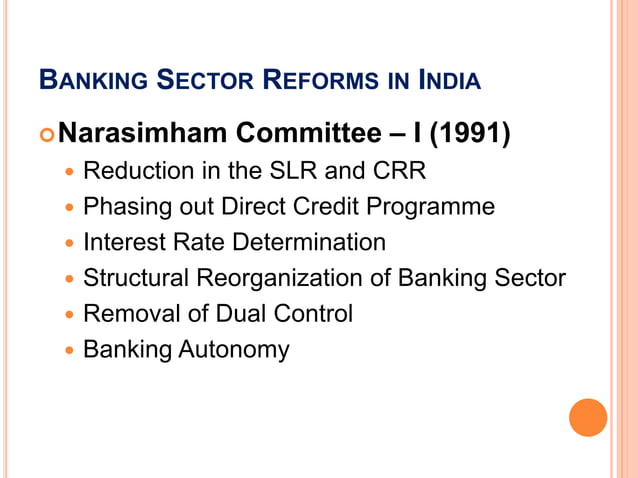 BANKING SECTOR REFORMS IN INDIA
Narasimham Committee – I (1991)
Reduction in the SLR and CRR
Phasing out Direct Credit Programme
Interest Rate Determination
Structural Reorganization of Banking Sector
Removal of Dual Control
Banking Autonomy